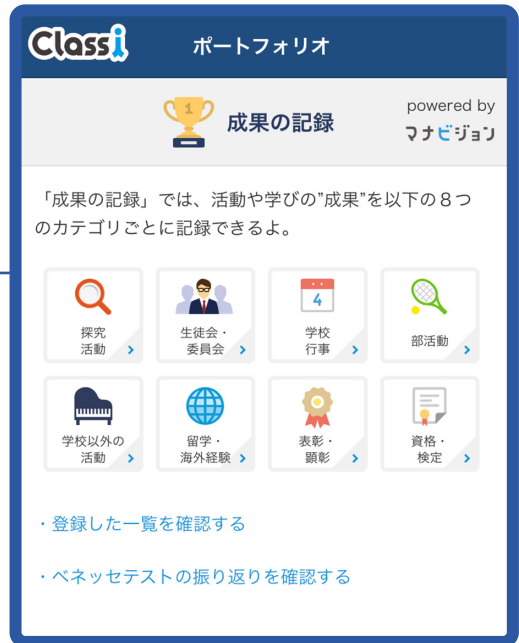 Classi
ポートフォリオ
1
成果の記録
powered by
マナビジョン
「成果の記録」では、活動や学びの”成果”を以下の８つ
のカテゴリごとに記録できるよ。
探究
活動
生徒会・
委員会
4
学校
行事
部活動
学校以外の
活動
留学・
海外経験
表彰・
顕彰
資格・
検定
・登録した一覧を確認する
・ベネッセテストの振り返りを確認する